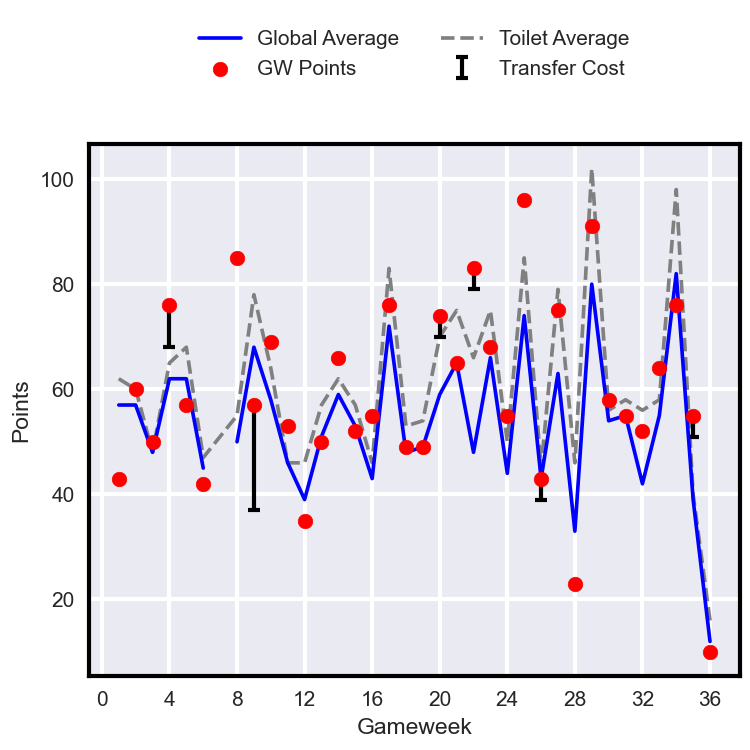 Global Average
Toilet Average
GW Points
Transfer Cost
100
80
60
40
20
Points
0 4 8 12 16 20 24 28 32 36
Gameweek